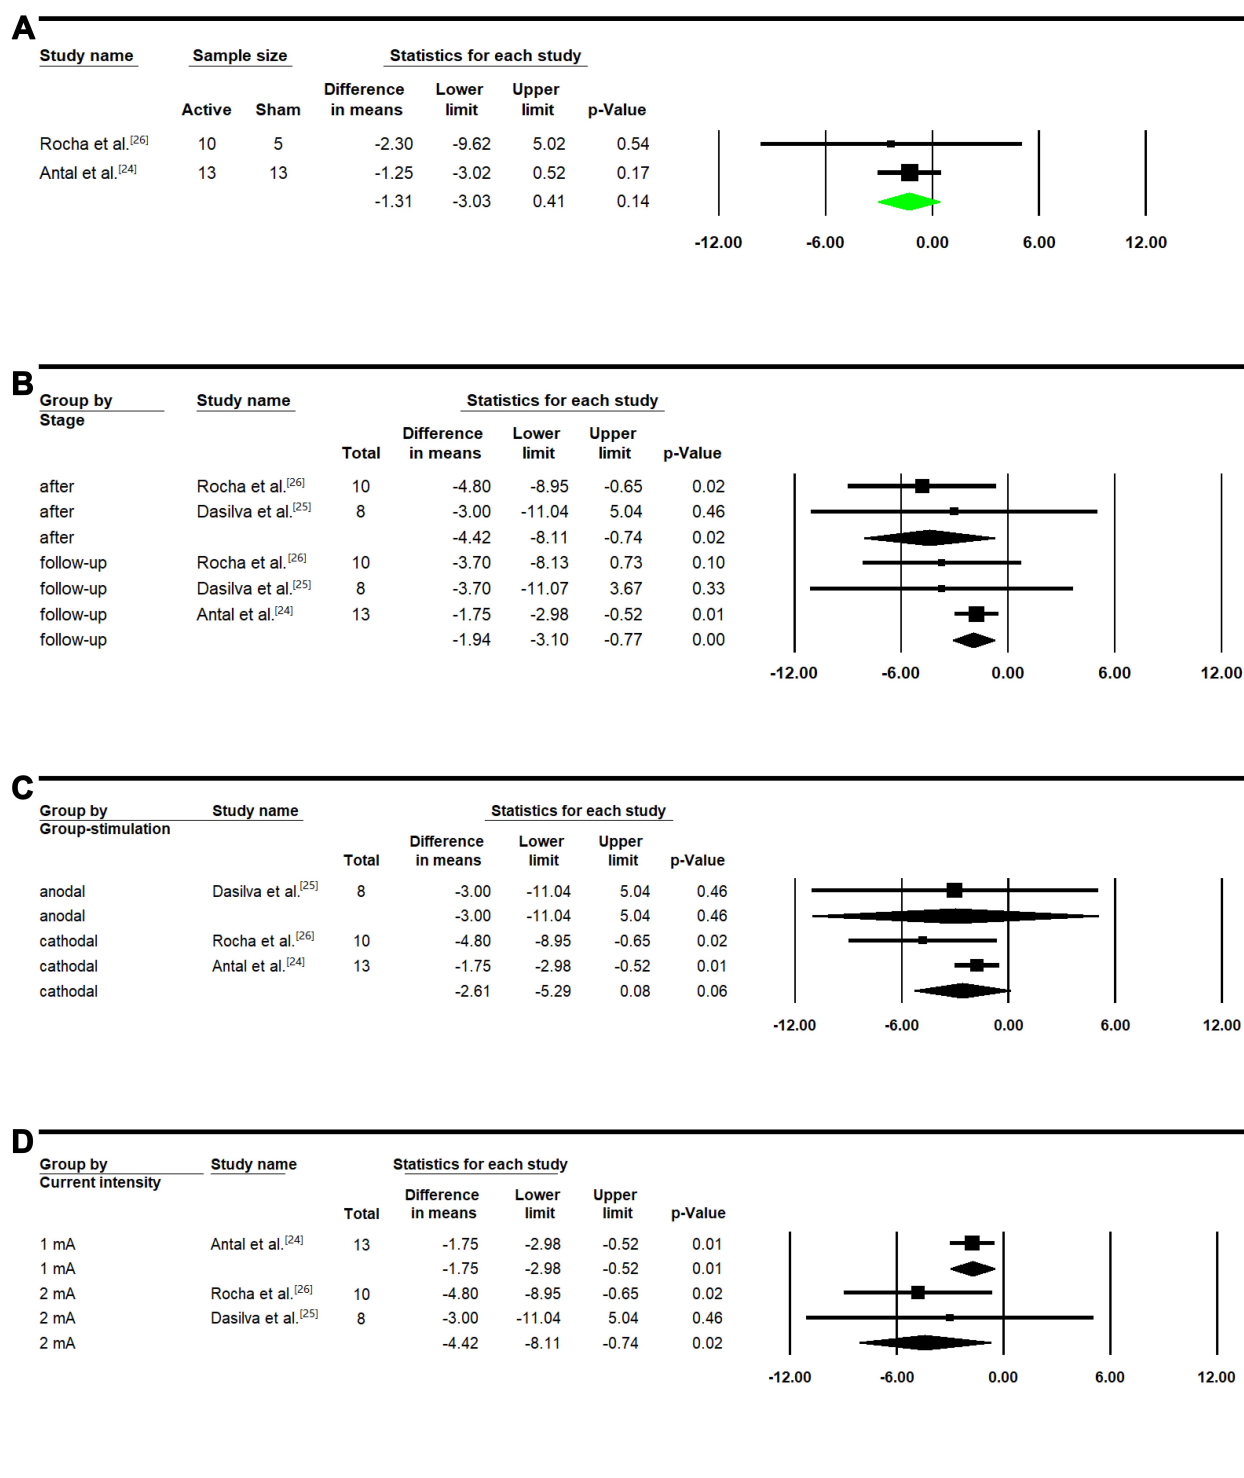 A
Study name Sample size Statistics for each study
Difference Lower Upper
Active Sham in means limit limit p-Value
Rocha et al.[26] 10 5 -2.30 -9.62 5.02 0.54
Antal et al.[24] 13 13 -1.25 -3.02 0.52 0.17
-1.31 -3.03 0.41 0.14
-12.00 -6.00 0.00 6.00 12.00
B
Group by Study name Statistics for each study
Stage
Difference Lower Upper
Total in means limit limit p-Value
after Rocha et al.[26] 10 -4.80 -8.95 -0.65 0.02
after Dasilva et al.[25] 8 -3.00 -11.04 5.04 0.46
after -4.42 -8.11 -0.74 0.02
follow-up Rocha et al.[26] 10 -3.70 -8.13 0.73 0.10
follow-up Dasilva et al.[25] 8 -3.70 -11.07 3.67 0.33
follow-up Antal et al.[24] 13 -1.75 -2.98 -0.52 0.01
follow-up -1.94 -3.10 -0.77 0.00
-12.00 -6.00 0.00 6.00 12.00
C
Group by Study name Statistics for each study
Group-stimulation
Difference Lower Upper
Total in means limit limit p-Value
anodal Dasilva et al.[25] 8 -3.00 -11.04 5.04 0.46
anodal -3.00 -11.04 5.04 0.46
cathodal Rocha et al.[26] 10 -4.80 -8.95 -0.65 0.02
cathodal Antal et al.[24] 13 -1.75 -2.98 -0.52 0.01
cathodal -2.61 -5.29 0.08 0.06
-12.00 -6.00 0.00 6.00 12.00
D
Group by Study name Statistics for each study
Current intensity
Difference Lower Upper
Total in means limit limit p-Value
1 mA Antal et al.[24] 13 -1.75 -2.98 -0.52 0.01
1 mA -1.75 -2.98 -0.52 0.01
2 mA Rocha et al.[26] 10 -4.80 -8.95 -0.65 0.02
2 mA Dasilva et al.[25] 8 -3.00 -11.04 5.04 0.46
2 mA -4.42 -8.11 -0.74 0.02
-12.00 -6.00 0.00 6.00 12.00